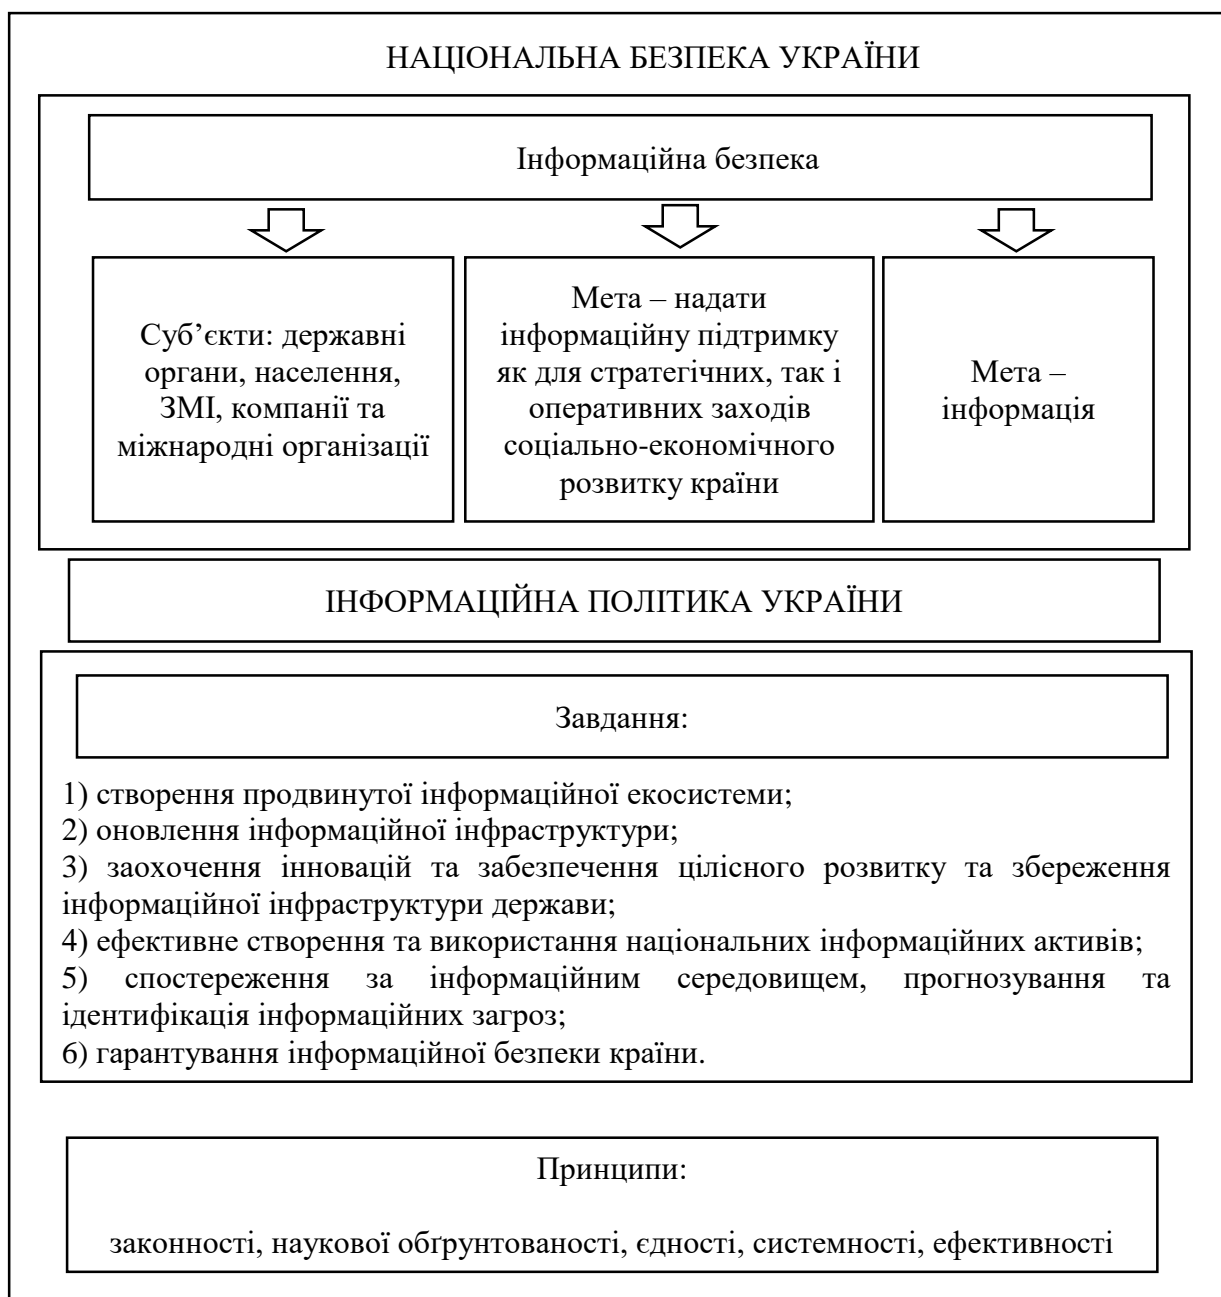 НАЦІОНАЛЬНА БЕЗПЕКА УКРАЇНИ
Інформаційна безпека
Суб’єкти: державні
органи, населення,
ЗМІ, компанії та
міжнародні організації
Мета – надати
інформаційну підтримку
як для стратегічних, так і
оперативних заходів
соціально-економічного
розвитку країни
Мета –
інформація
ІНФОРМАЦІЙНА ПОЛІТИКА УКРАЇНИ
Завдання:
1) створення продвинутої інформаційної екосистеми;
2) оновлення інформаційної інфраструктури;
3) заохочення інновацій та забезпечення цілісного розвитку та збереження
інформаційної інфраструктури держави;
4) ефективне створення та використання національних інформаційних активів;
5) спостереження за інформаційним середовищем, прогнозування та
ідентифікація інформаційних загроз;
6) гарантування інформаційної безпеки країни.
Принципи:
законності, наукової обґрунтованості, єдності, системності, ефективності